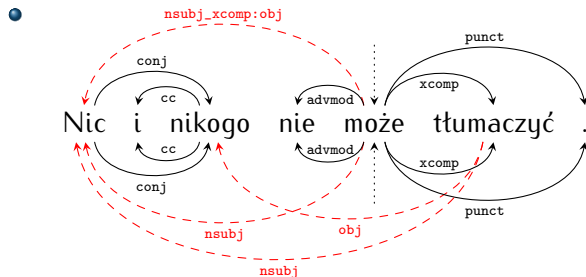 nsubj_xcomp:obj
punct
conj
cc
advmod
xcomp
Nic i nikogo nie może tłumaczyć .
cc
advmod
xcomp
conj
punct
nsubj
obj
nsubj